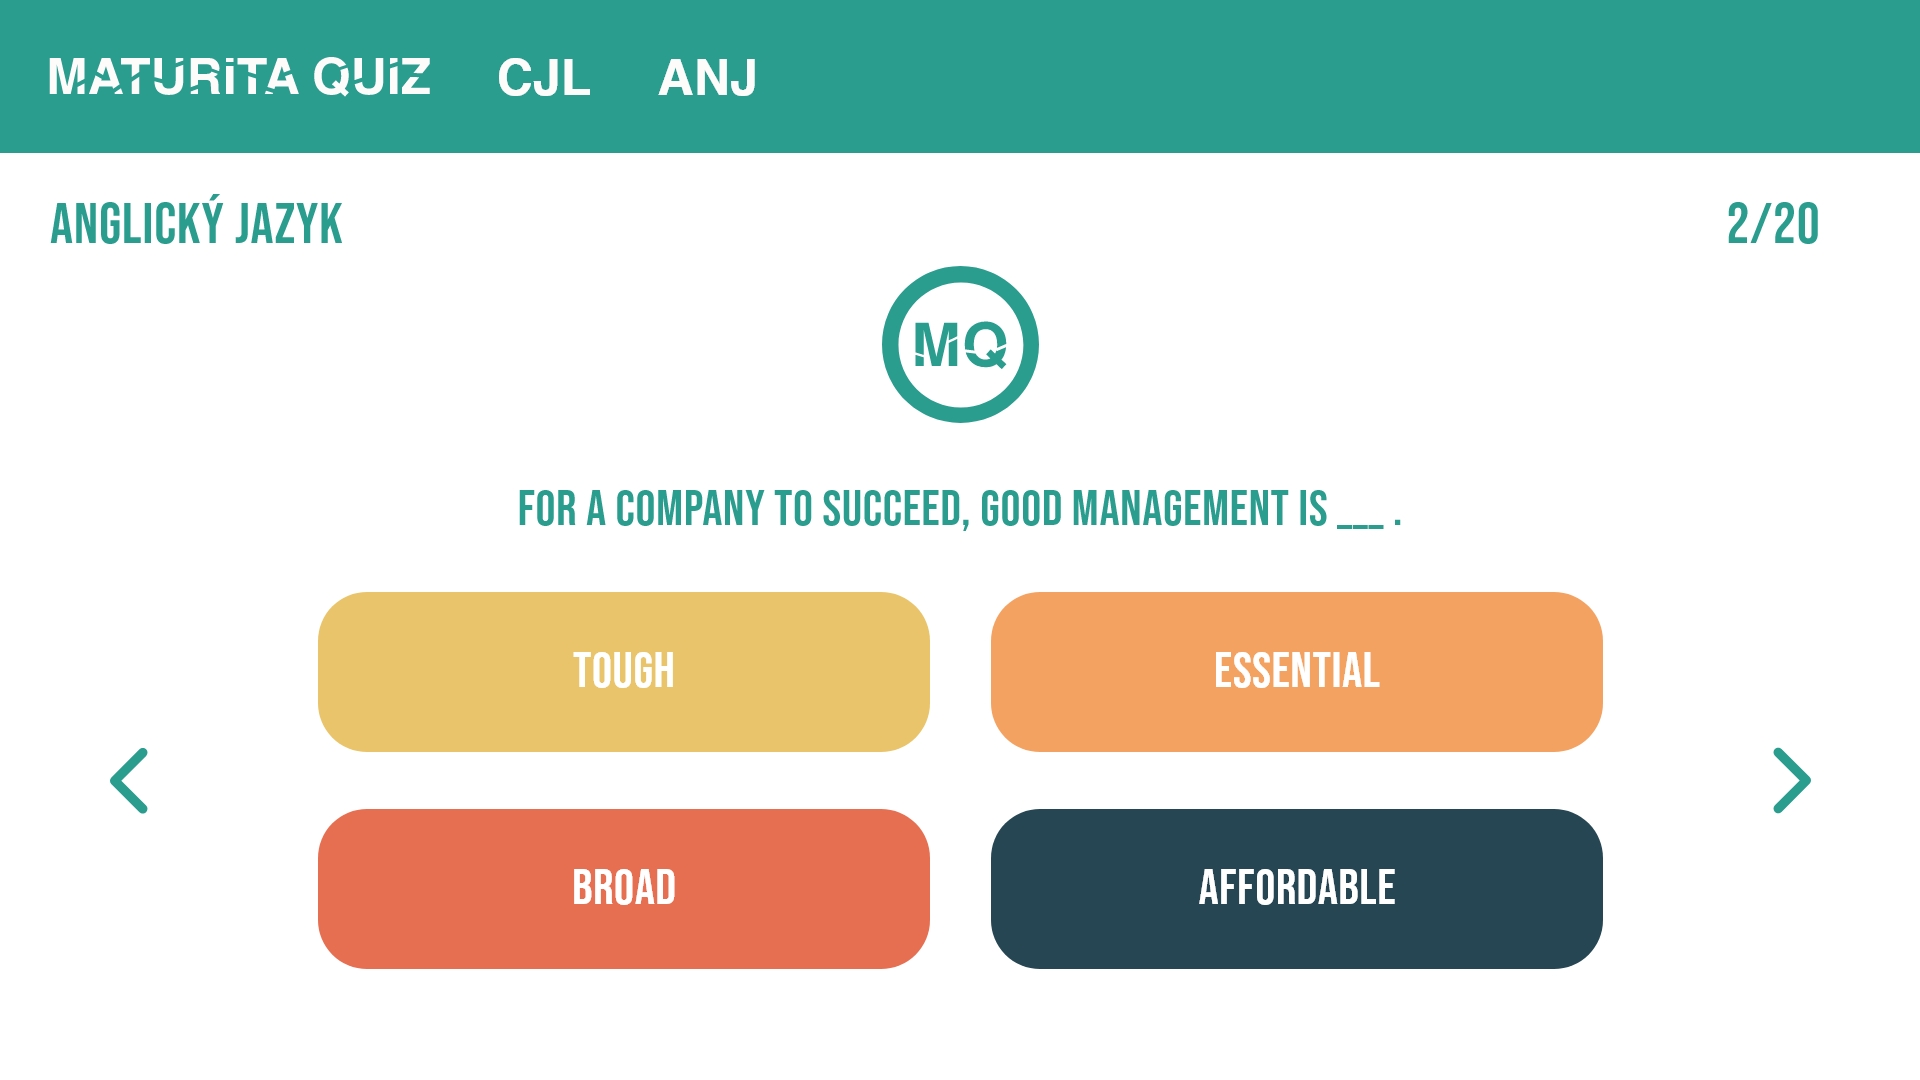 MATURiTA QUiZ CJL ANJ
ANGLICKÝ JAZYK 2/20
MQ
FOR A COMPANY TO SUCCEED, GOOD MANAGEMENT IS ___ .
TOUGH ESSENTIAL
BROAD AFFORDABLE